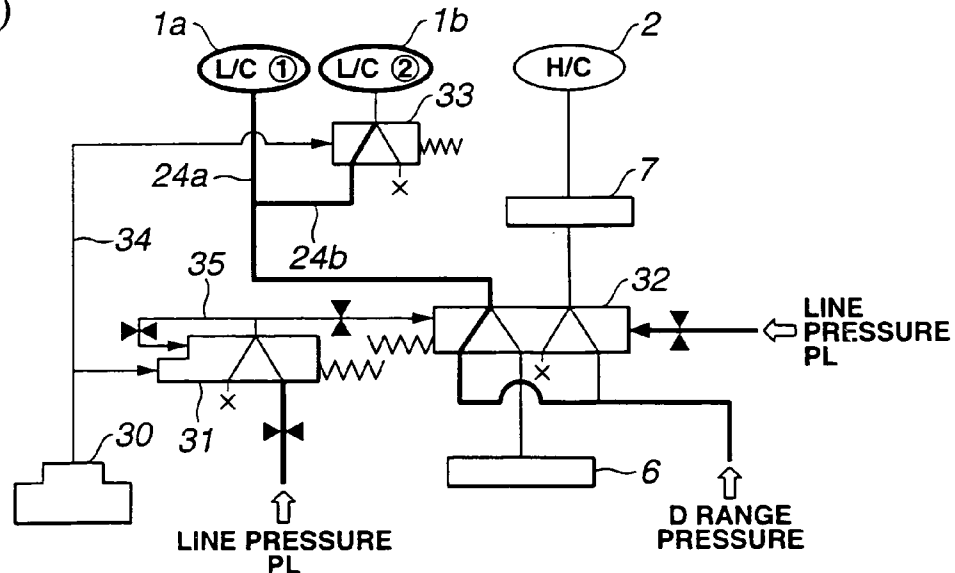 )
1a
1b
2
L/C ①
L/C ②
H/C
33
7
24a
34
24b
35
32
LINE
PRESSURE
PL
31
30
6
LINE PRESSURE
PL
D RANGE
PRESSURE